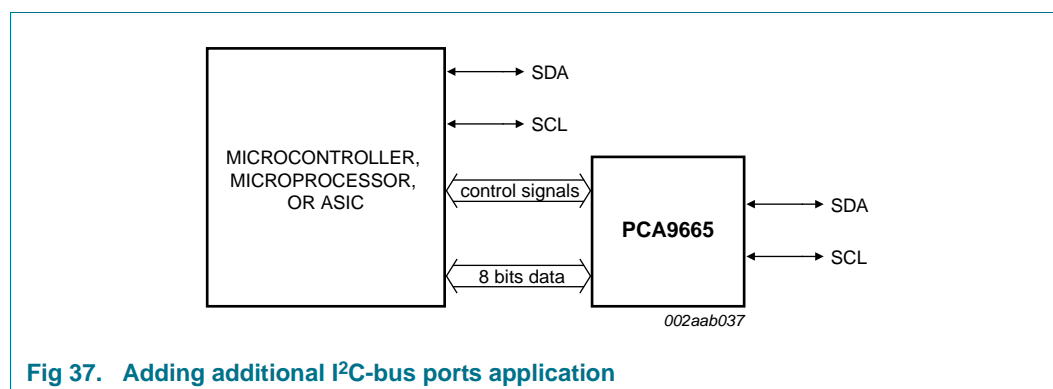 SDA
SCL
MICROCONTROLLER,
MICROPROCESSOR,
OR ASIC
control signals
8 bits data
PCA9665
SDA
SCL
002aab037
Fig 37. Adding additional I²C-bus ports application